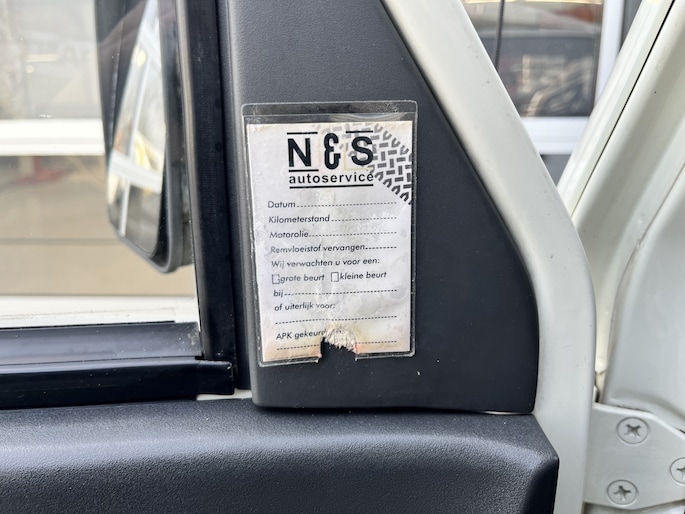 N & S
autoservice
Datum
Kilometerstand
Motorolie
Remvloeistof vervangen
Wij verwachten u voor een:
grote beurt kleine beurt
bij
of uiterlijk voor:
APK gekeurd